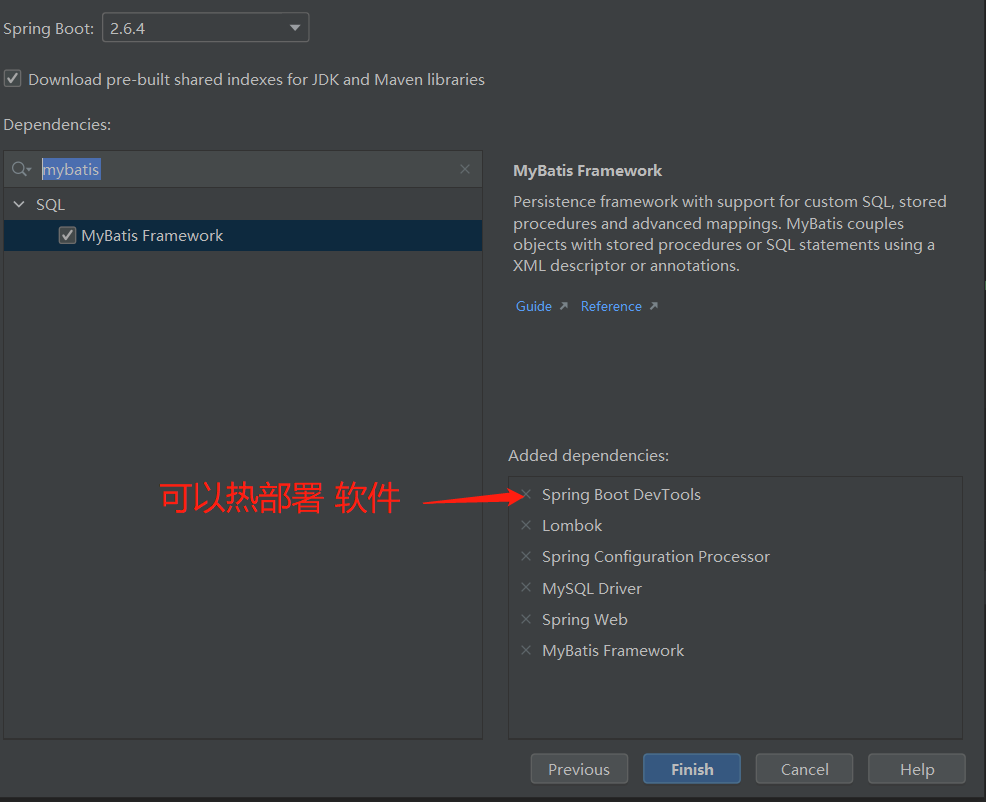 Spring Boot: 2.6.4
Download pre-built shared indexes for JDK and Maven libraries
Dependencies:
mybatis
SQL
MyBatis Framework
MyBatis Framework
Persistence framework with support for custom SQL, stored
procedures and advanced mappings. MyBatis couples
objects with stored procedures or SQL statements using a
XML descriptor or annotations.
Guide Reference
可以热部署 软件
Added dependencies:
Spring Boot DevTools
Lombok
Spring Configuration Processor
MySQL Driver
Spring Web
MyBatis Framework
Previous Finish Cancel Help